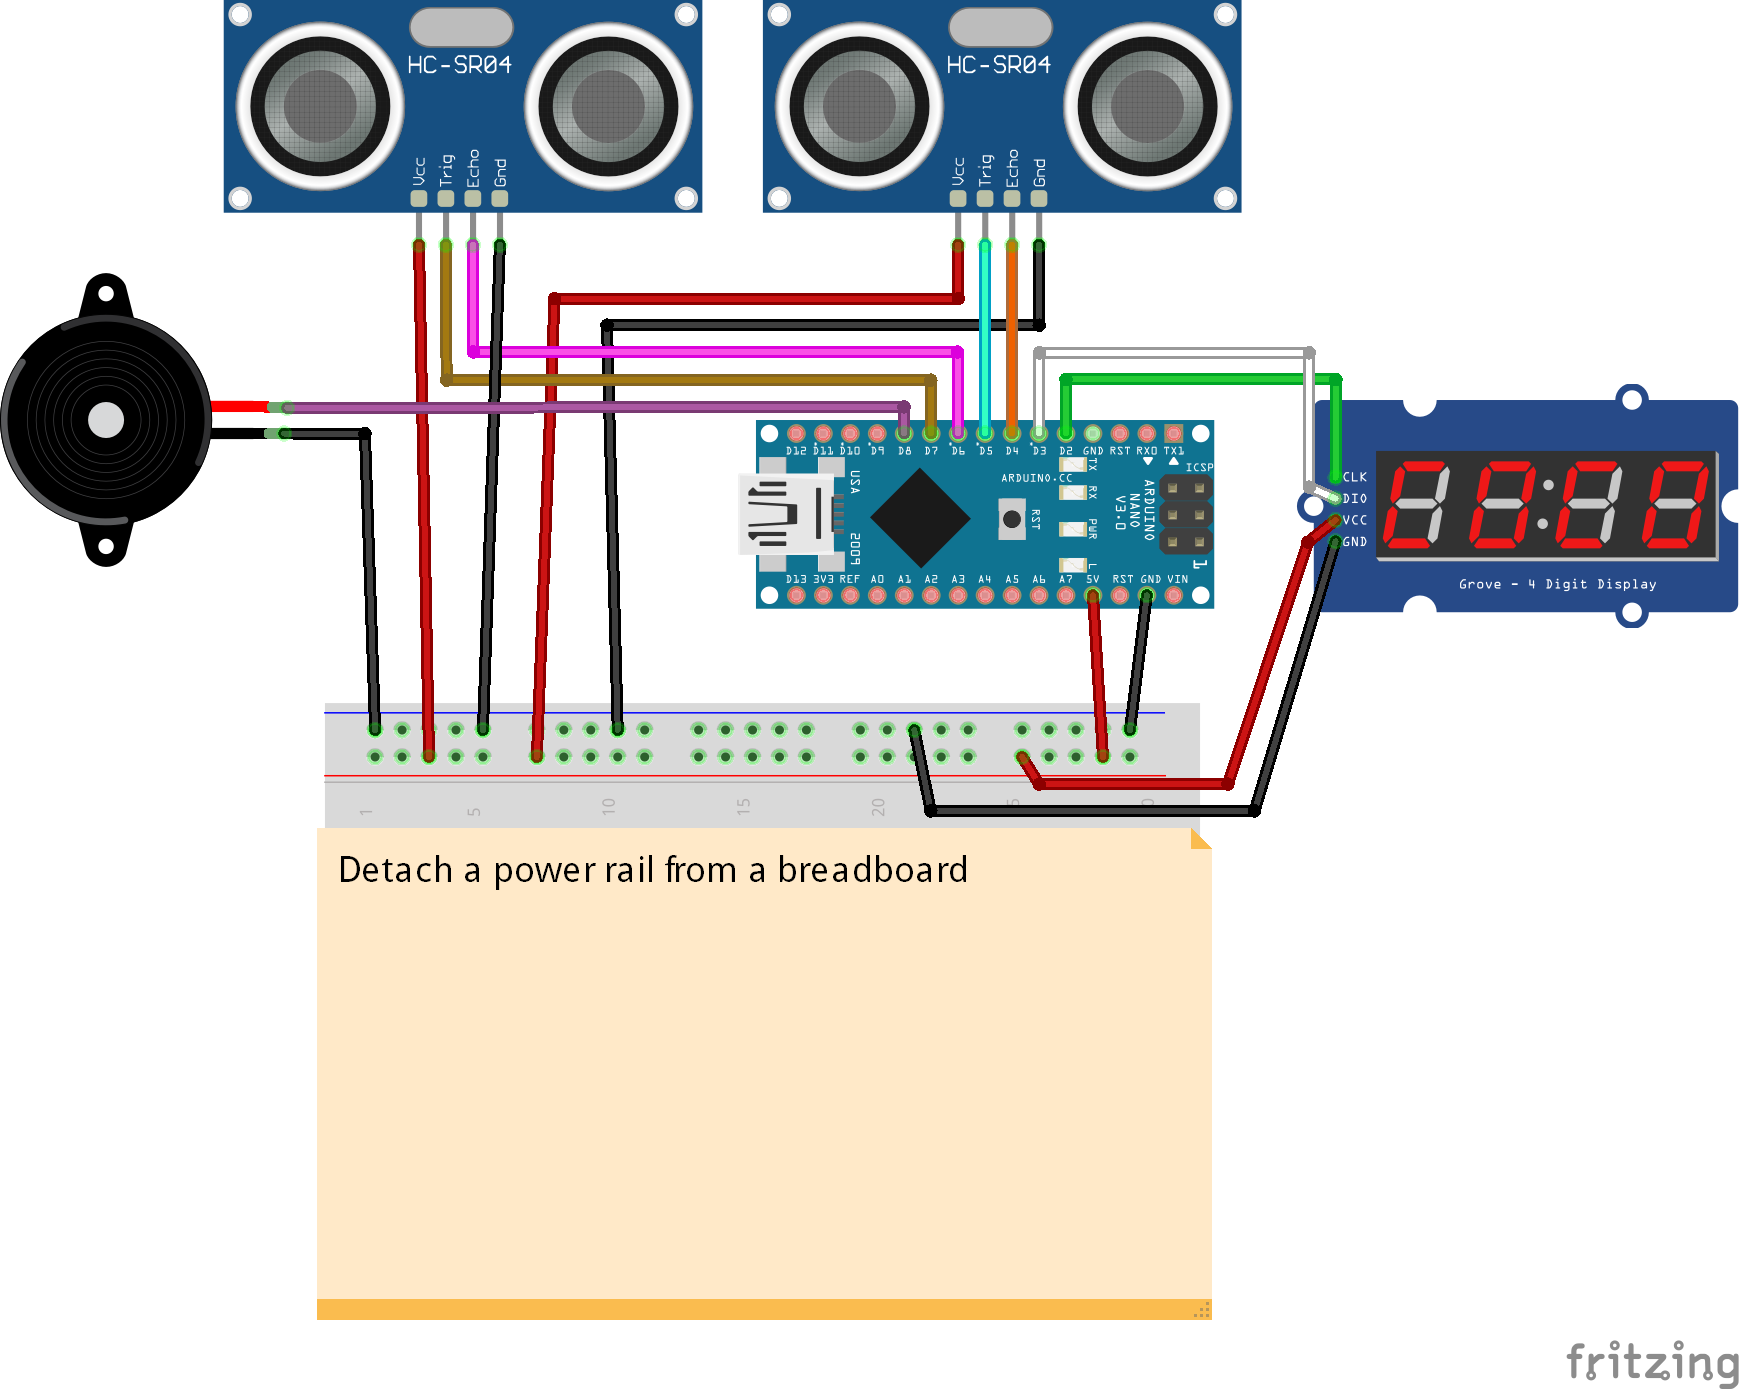 HC-SR04
Vcc Trig Echo Gnd
HC-SR04
Vcc Trig Echo Gnd
D12 D11 D10 D9 D8 D7 D6 D5 D4 D3 D2 GND RST RX0 TX1
USA
2009
ARDUINO.CC
RST
TX
RX
PWR
L
ARDUINO
NANO
V3.0
ICSP
1
D13 3V3 REF A0 A1 A2 A3 A4 A5 A6 A7 5V RST GND VIN
CLK
DIO
VCC
GND
Grove - 4 Digit Display
1 5 10 15 20
Detach a power rail from a breadboard
fritzing